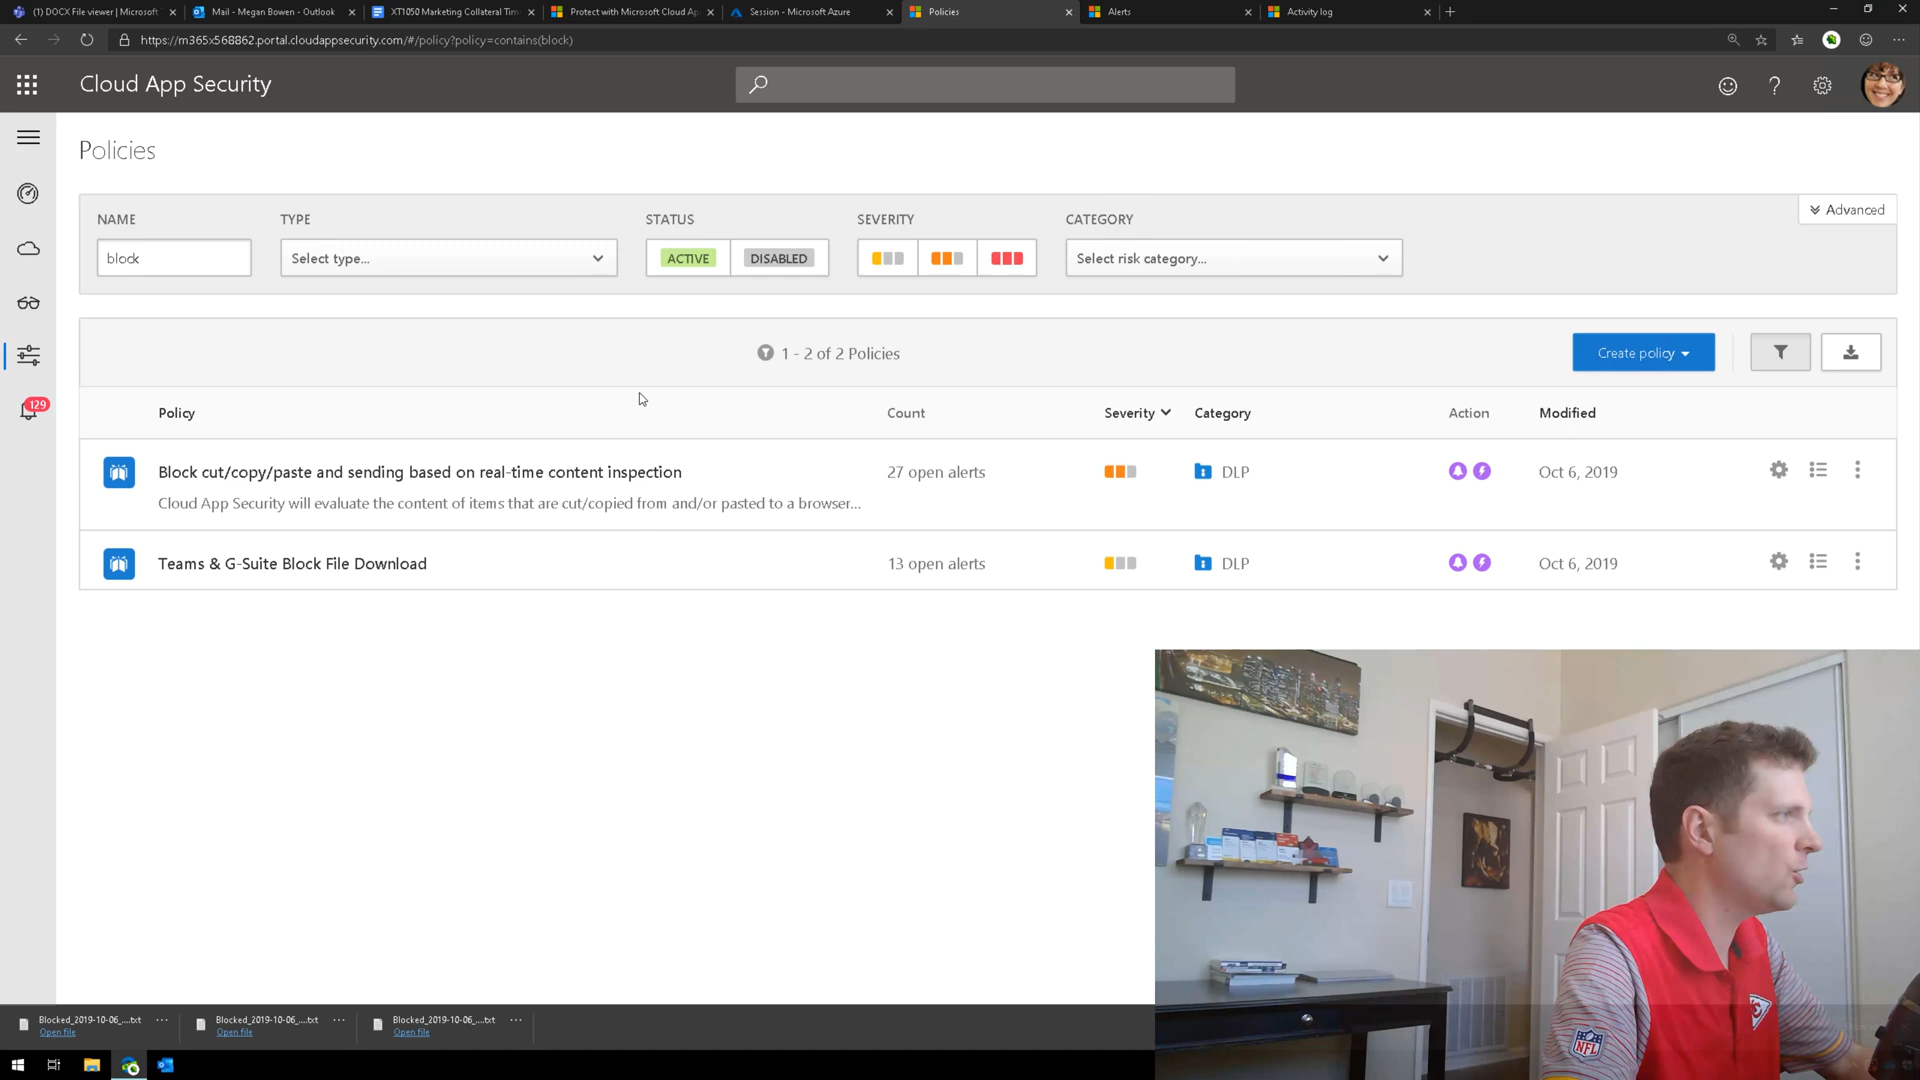 (1) DOCX File viewer | Microsoft
Mail - Megan Bowen - Outlook
XT1050 Marketing Collateral Tim
Protect with Microsoft Cloud Ap
Session - Microsoft Azure
Policies
Alerts
Activity log
https://m365x568862.portal.cloudappsecurity.com/#/policy?policy=contains(block)
Cloud App Security
Policies
NAME
TYPE
STATUS
SEVERITY
CATEGORY
Advanced
block
Select type...
ACTIVE
DISABLED
Select risk category...
1 - 2 of 2 Policies
Create policy
129
Policy
Count
Severity
Category
Action
Modified
Block cut/copy/paste and sending based on real-time content inspection
27 open alerts
DLP
Oct 6, 2019
Cloud App Security will evaluate the content of items that are cut/copied from and/or pasted to a browser...
Teams & G-Suite Block File Download
13 open alerts
DLP
Oct 6, 2019
Blocked_2019-10-06_....txt
Open file
Blocked_2019-10-06_....txt
Open file
Blocked_2019-10-06_....txt
Open file
NFL